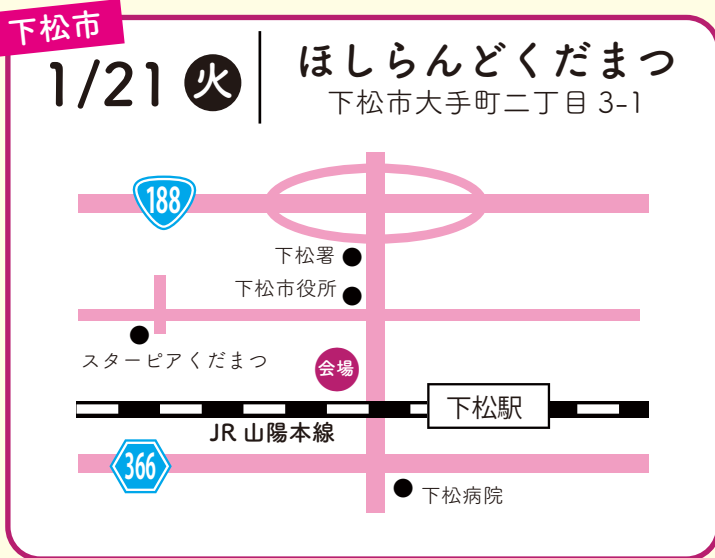 下松市
1/21 火
ほしらんどくだまつ
下松市大手町二丁目 3-1
188
下松署
下松市役所
スターピアくだまつ
会場
下松駅
JR 山陽本線
366
下松病院